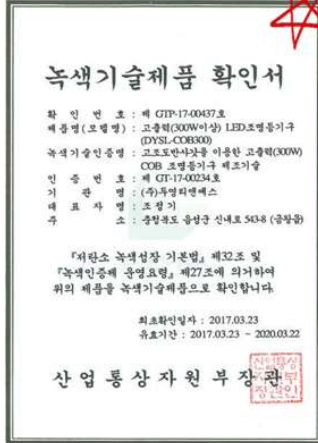 녹색기술제품 확인서
확 인 번 호 : 제 GTP-17-00437호
제품명(모델명) : 고출력(300W이상) LED조명등기구
(DYSL-COB300)
녹색기술인증명 : 고조도반사갓을 이용한 고출력(300W)
COB 조명등기구 제조기술
인 증 번 호 : 제 GT-17-00234호
기 관 명 : (주)두영티앤에스
대 표 자 명 : 조정기
주 소 : 충청북도 음성군 신내로 543-8 (금왕읍)
『저탄소 녹색성장 기본법』 제32조 및
『녹색인증제 운영요령』 제27조에 의거하여
위의 제품을 녹색기술제품으로 확인합니다.
최초확인일자 : 2017.03.23
유효기간 : 2017.03.23 ~ 2020.03.22
산업통상자원부장관